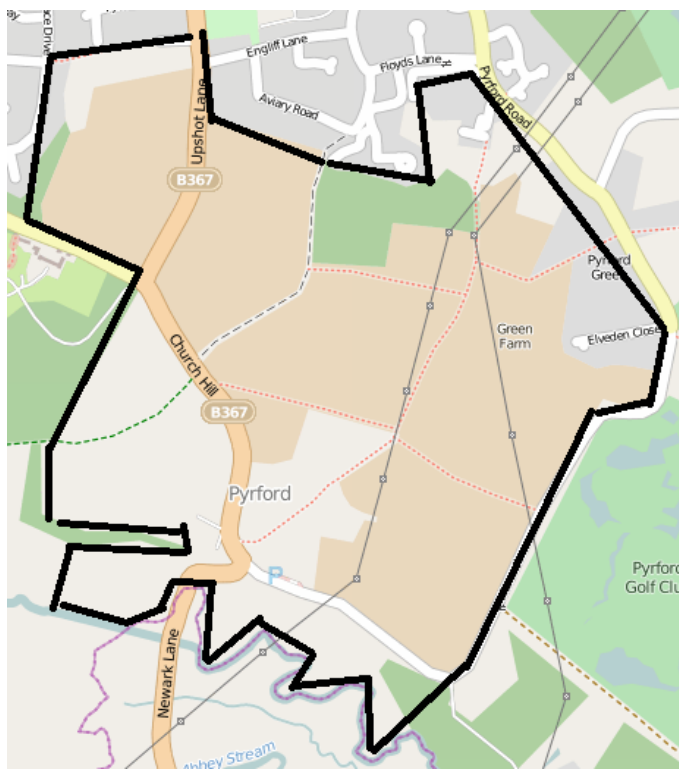 Engliff Lane
Floyds Lane
Aviary Road
Pyrford Road
Upshot Lane
B367
Pyrford
Green
Green
Farm
Elveden Close
Church Hill
B367
Pyrford
P
Pyrford
Golf Clu
Newark Lane
Abbey Stream